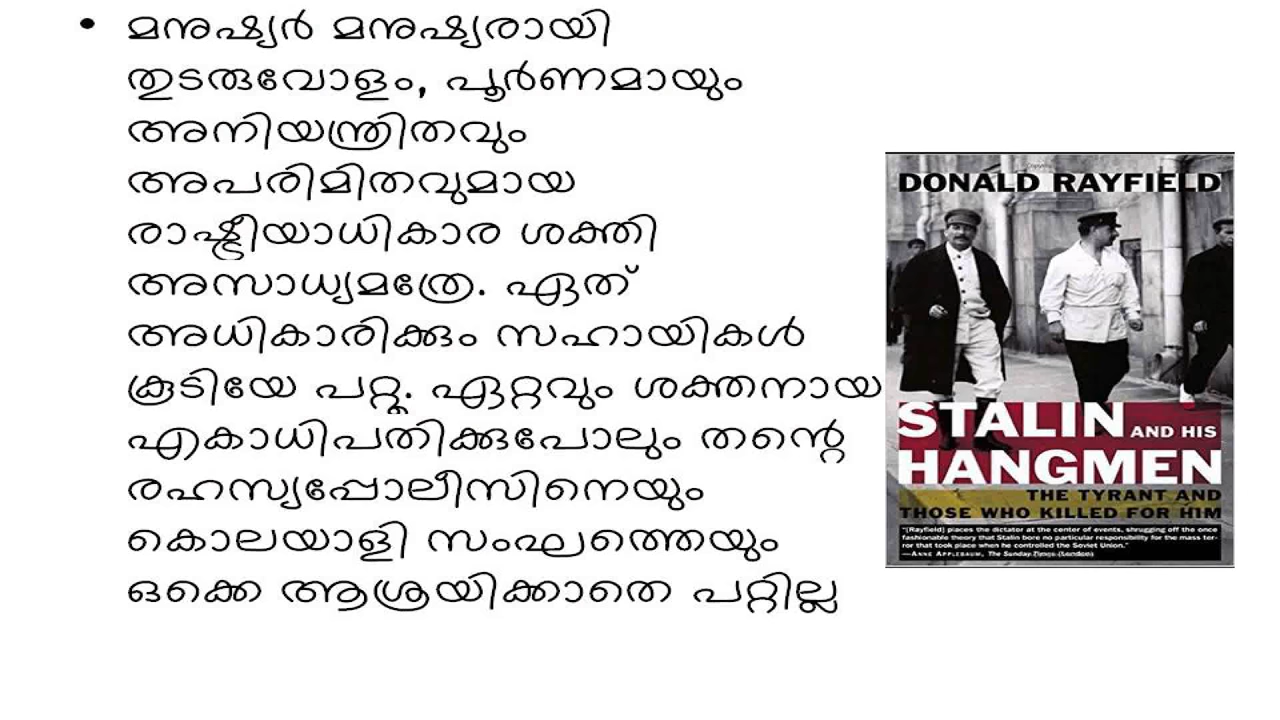 • മനുഷ്യർ മനുഷ്യരായി
തുടരുവോളം, പൂർണമായും
അനിയന്ത്രിതവും
അപരിമിതവുമായ
രാഷ്ട്രീയാധികാര ശക്തി
അസാധ്യമത്രേ. ഏത്
അധികാരിക്കും സഹായികൾ
കൂടിയേ പറ്റൂ. ഏറ്റവും ശക്തനായ
എകാധിപതിക്കുപോലും തന്റെ
രഹസ്യപ്പോലീസിനെയും
കൊലയാളി സംഘത്തെയും
ഒക്കെ ആശ്രയിക്കാതെ പറ്റില്ല
DONALD RAYFIELD
STALIN AND HIS
HANGMEN
THE TYRANT AND
THOSE WHO KILLED FOR HIM
"[Rayfield] places the dictator at the center of events, shrugging off the once
fashionable theory that Stalin bore no particular responsibility for the mass ter-
ror that took place when he controlled the Soviet Union."
—ANNE APPLEBAUM, The Sunday Times (London)